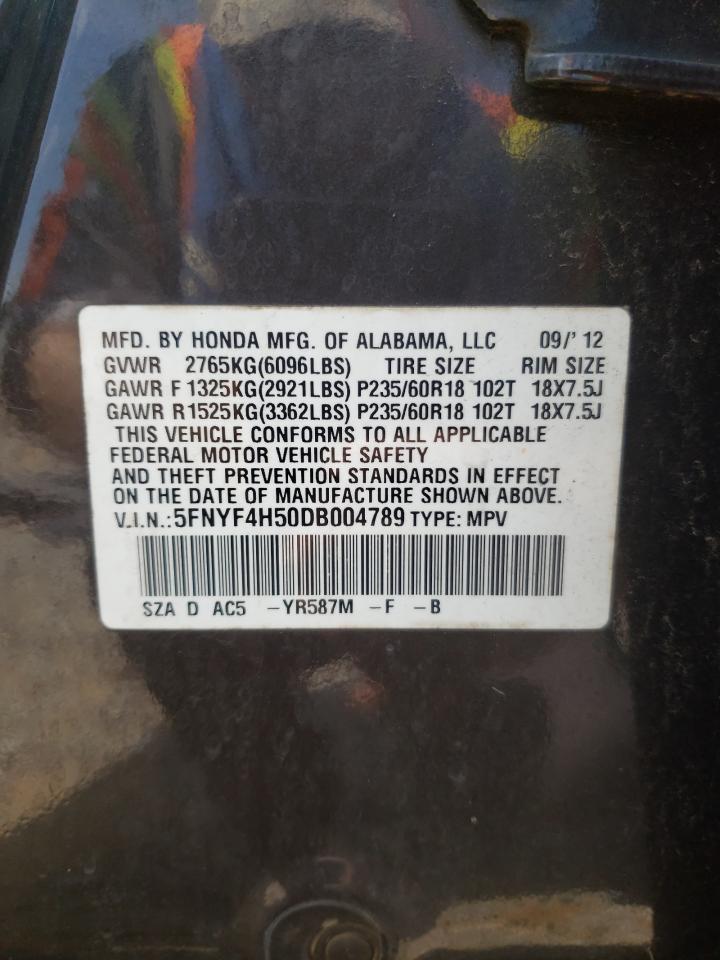 MFD. BY HONDA MFG. OF ALABAMA, LLC 09/' 12
GVWR 2765KG(6096LBS) TIRE SIZE RIM SIZE
GAWR F 1325KG(2921LBS) P235/60R18 102T 18X7.5J
GAWR R 1525KG(3362LBS) P235/60R18 102T 18X7.5J
THIS VEHICLE CONFORMS TO ALL APPLICABLE
FEDERAL MOTOR VEHICLE SAFETY
AND THEFT PREVENTION STANDARDS IN EFFECT
ON THE DATE OF MANUFACTURE SHOWN ABOVE.
V.I.N.:5FNYF4H50DB004789 TYPE: MPV
SZA D AC5 -YR587M -F -B